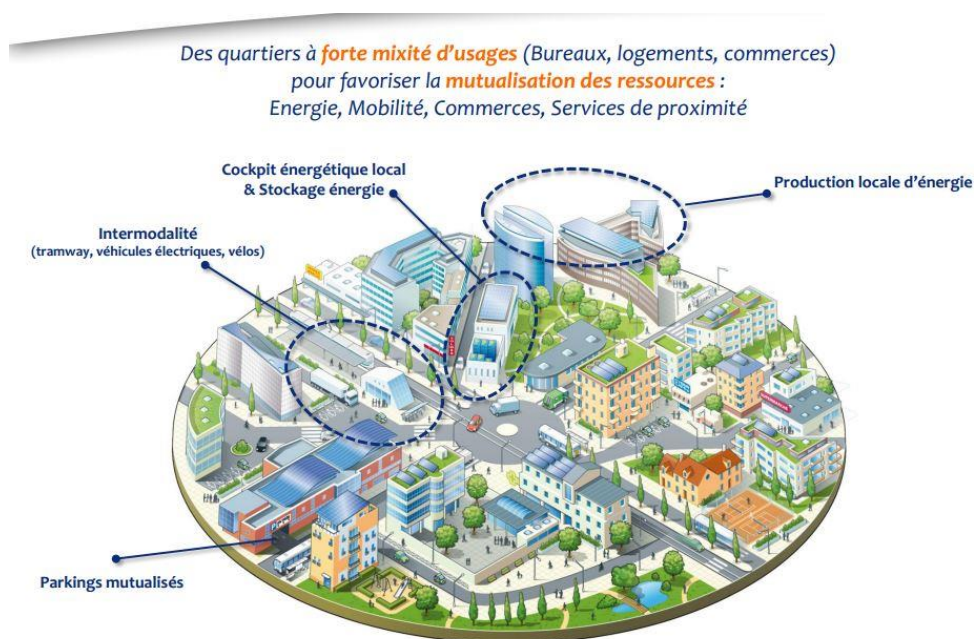 Des quartiers à forte mixité d'usages (Bureaux, logements, commerces)
pour favoriser la mutualisation des ressources :
Energie, Mobilité, Commerces, Services de proximité
Cockpit énergétique local
& Stockage énergie
Production locale d'énergie
Intermodalité
(tramway, véhicules électriques, vélos)
Parkings mutualisés